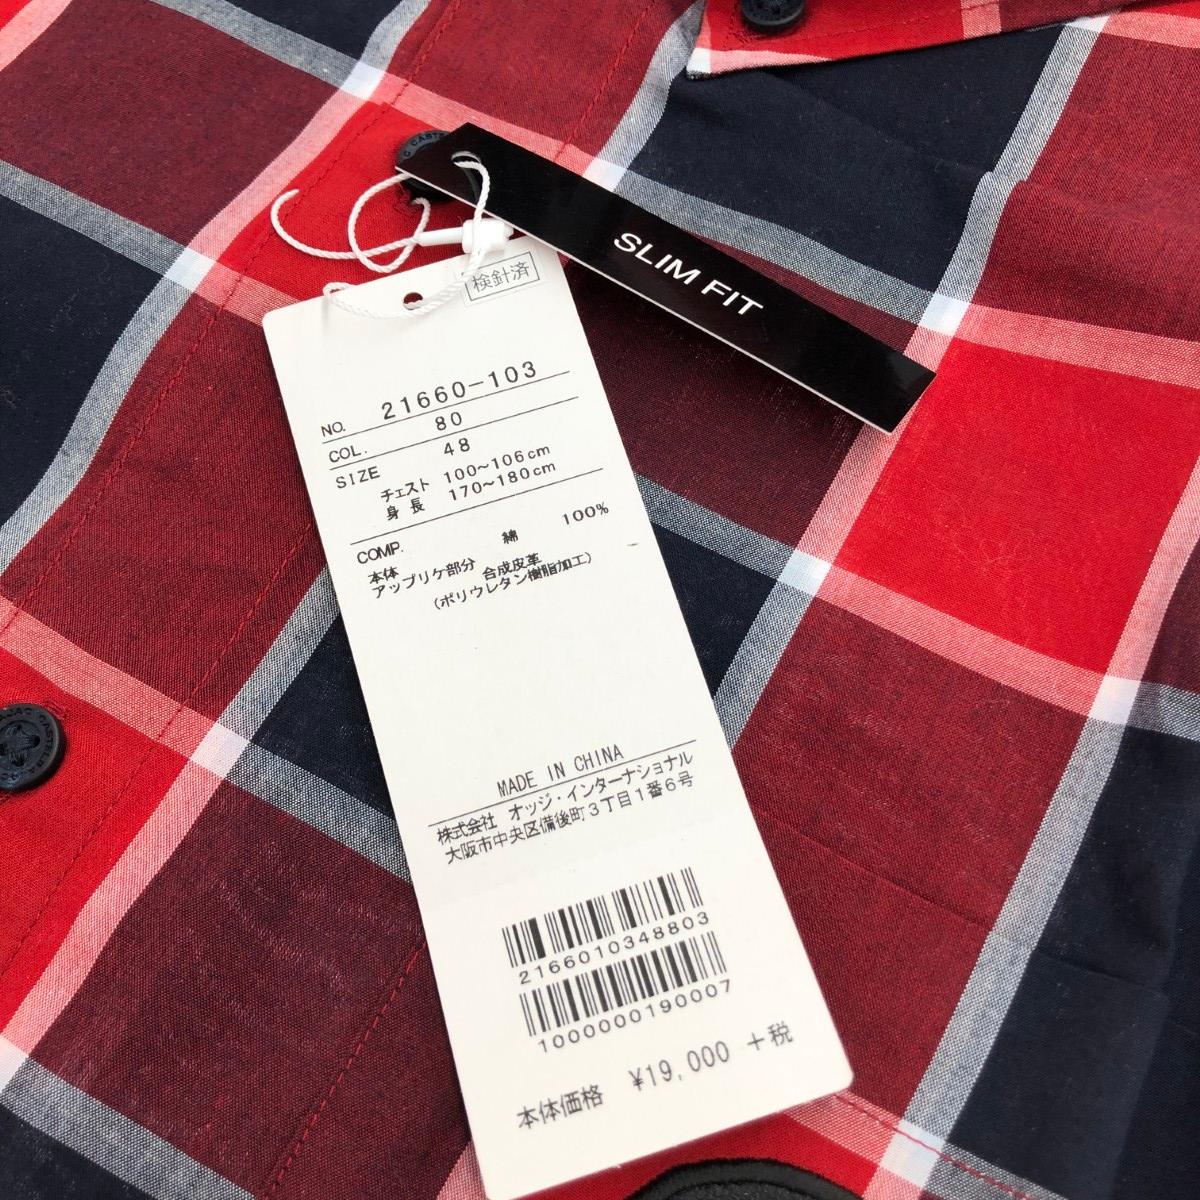 SLIM FIT
検針済
NO. 21660-103
COL. 80
SIZE 48
チェスト 100~106cm
身長 170~180cm
COMP.
本体 綿 100%
アップリケ部分 合成皮革
(ポリウレタン樹脂加工)
MADE IN CHINA
株式会社 オッジ・インターナショナル
大阪市中央区備後町3丁目1番6号
2166010348803
1000000190007
本体価格 ¥19,000 +税